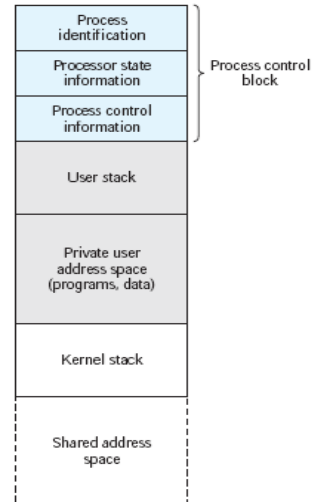 Process
identification
Processor state
information
Process control
information
Process control
block
User stack
Private user
address space
(programs, data)
Kernel stack
Shared address
space